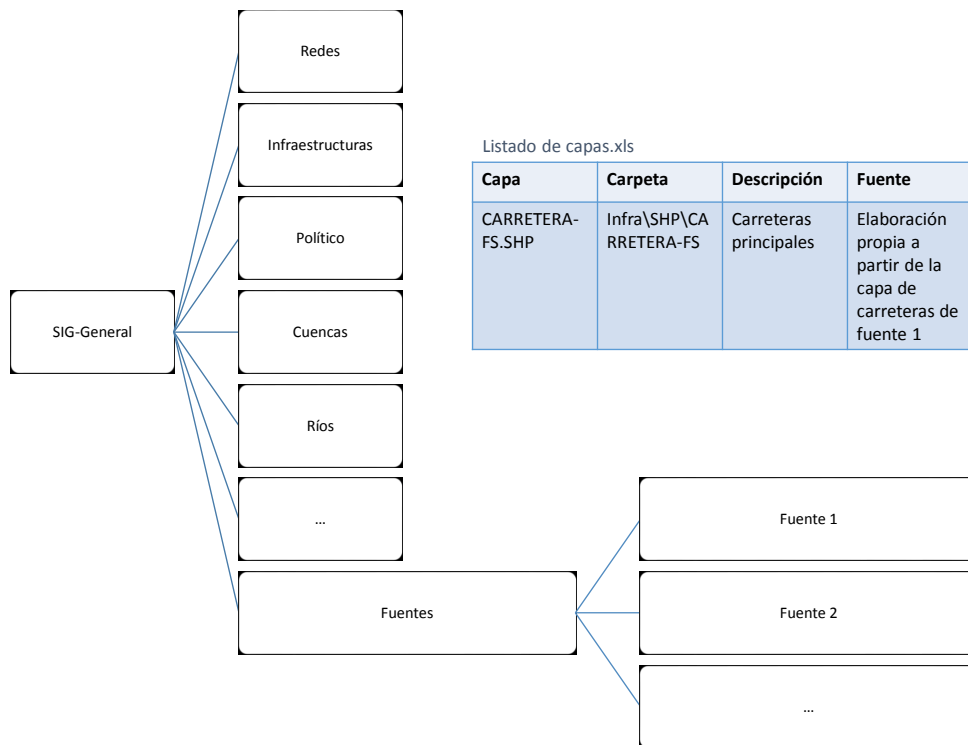 Redes
Infraestructuras
Político
SIG-General
Cuencas
Ríos
...
Fuentes
Listado de capas.xls
Capa
Carpeta
Descripción
Fuente
CARRETERA-
FS.SHP
Infra\SHP\CA
RRETERA-FS
Carreteras
principales
Elaboración
propia a
partir de la
capa de
carreteras de
fuente 1
Fuente 1
Fuente 2
...